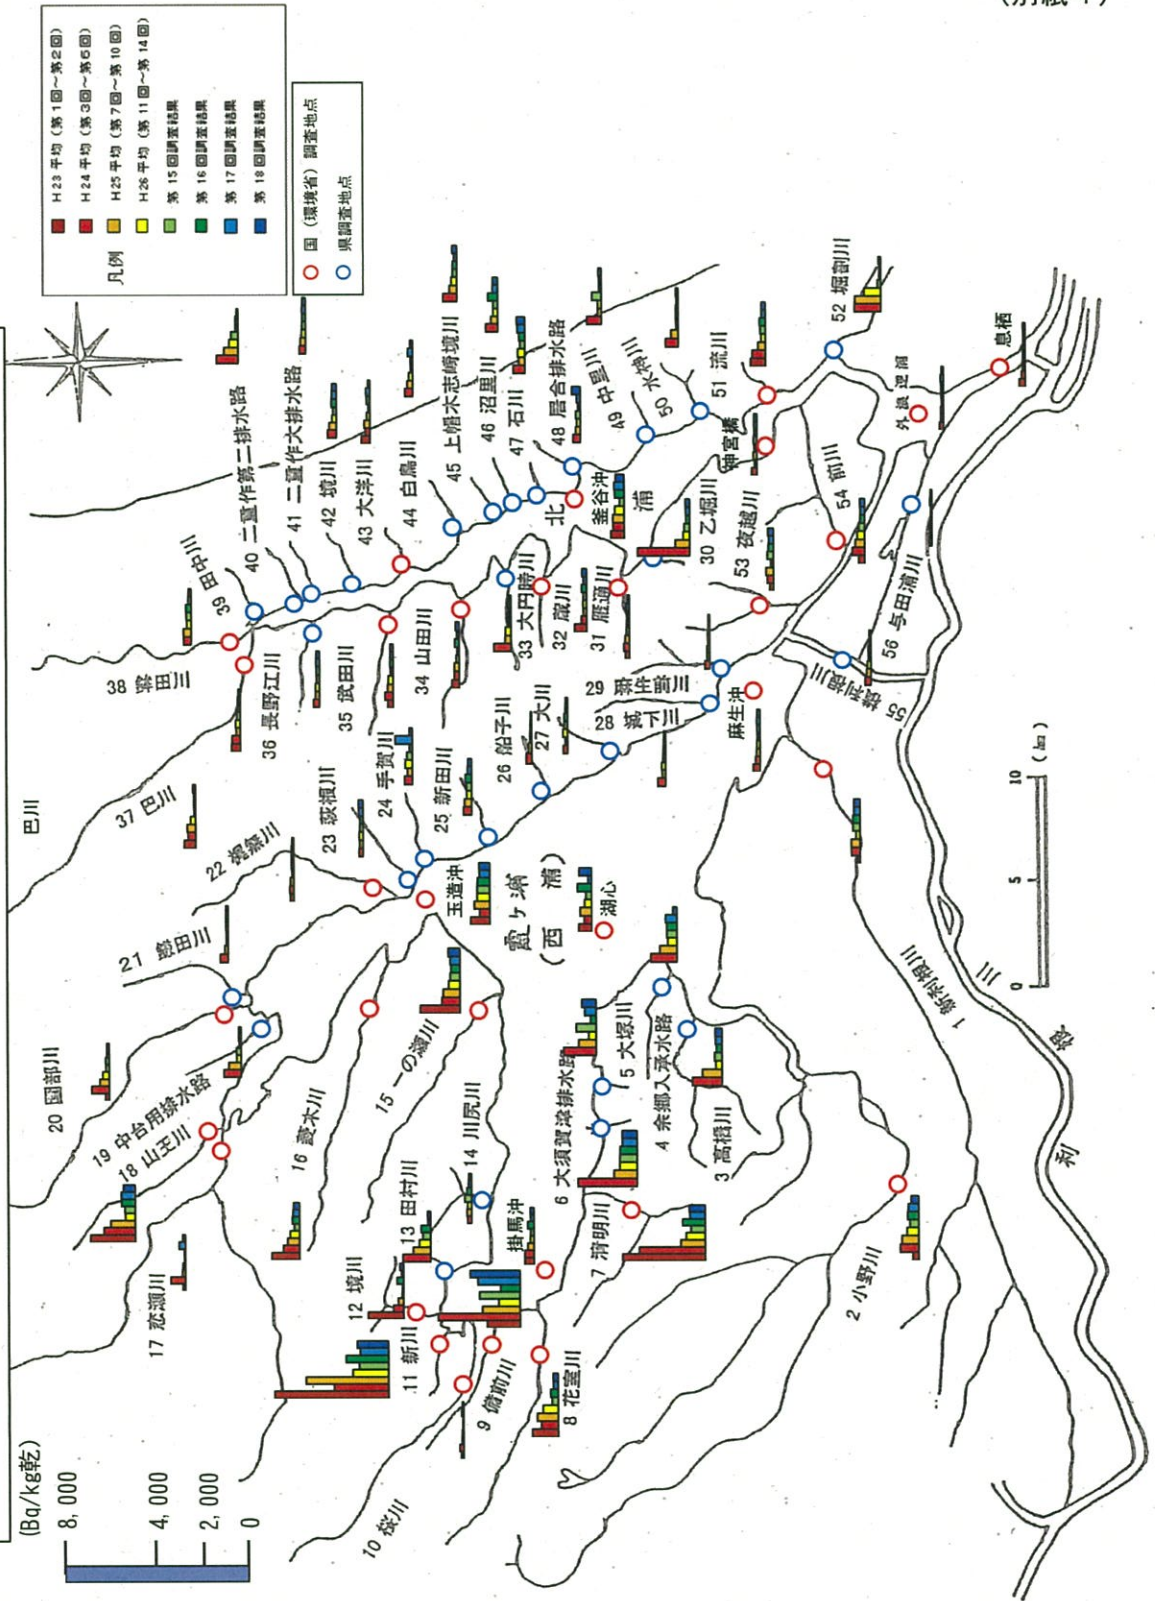 (Bq/kg乾)
8,000
4,000
2,000
0
凡例
H23平均（第1回～第2回）
H24平均（第3回～第6回）
H25平均（第7回～第10回）
H26平均（第11回～第14回）
第15回調査結果
第16回調査結果
第17回調査結果
第18回調査結果
国（環境省）調査地点
県調査地点
巴川
1 新利根川
2 小野川
3 高橋川
4 余郷入承水路
5 大塚川
6 大須賀津排水路
7 清明川
8 花室川
9 備前川
10 桜川
11 新川
12 境川
13 田村川
14 川尻川
15 一の瀬川
16 菱木川
17 恋瀬川
18 山王川
19 中台用排水路
20 園部川
21 鎌田川
22 梶無川
23 萩根川
24 手賀川
25 新田川
26 船子川
27 大川
28 城下川
29 麻生前川
30 乙堀川
31 雁通川
32 蔵川
33 大円勝川
34 山田川
35 武田川
36 長野江川
37 巴川
38 鉾田川
39 田中川
40 二重作第二排水路
41 二重作大排水路
42 境川
43 大洋川
44 白鳥川
45 上幡木志崎境川
46 沼里川
47 石川
48 居合排水路
49 中里川
50 水神川
51 流川
52 堀割川
53 夜越川
54 前川
55 横利根川
56 与田浦川
掛馬沖
玉造沖
湖心
麻生沖
釜谷沖
神宮橋
外浪逆浦
息栖
霞ヶ浦
（西浦）
北浦
利根川
0 5 10 (km)